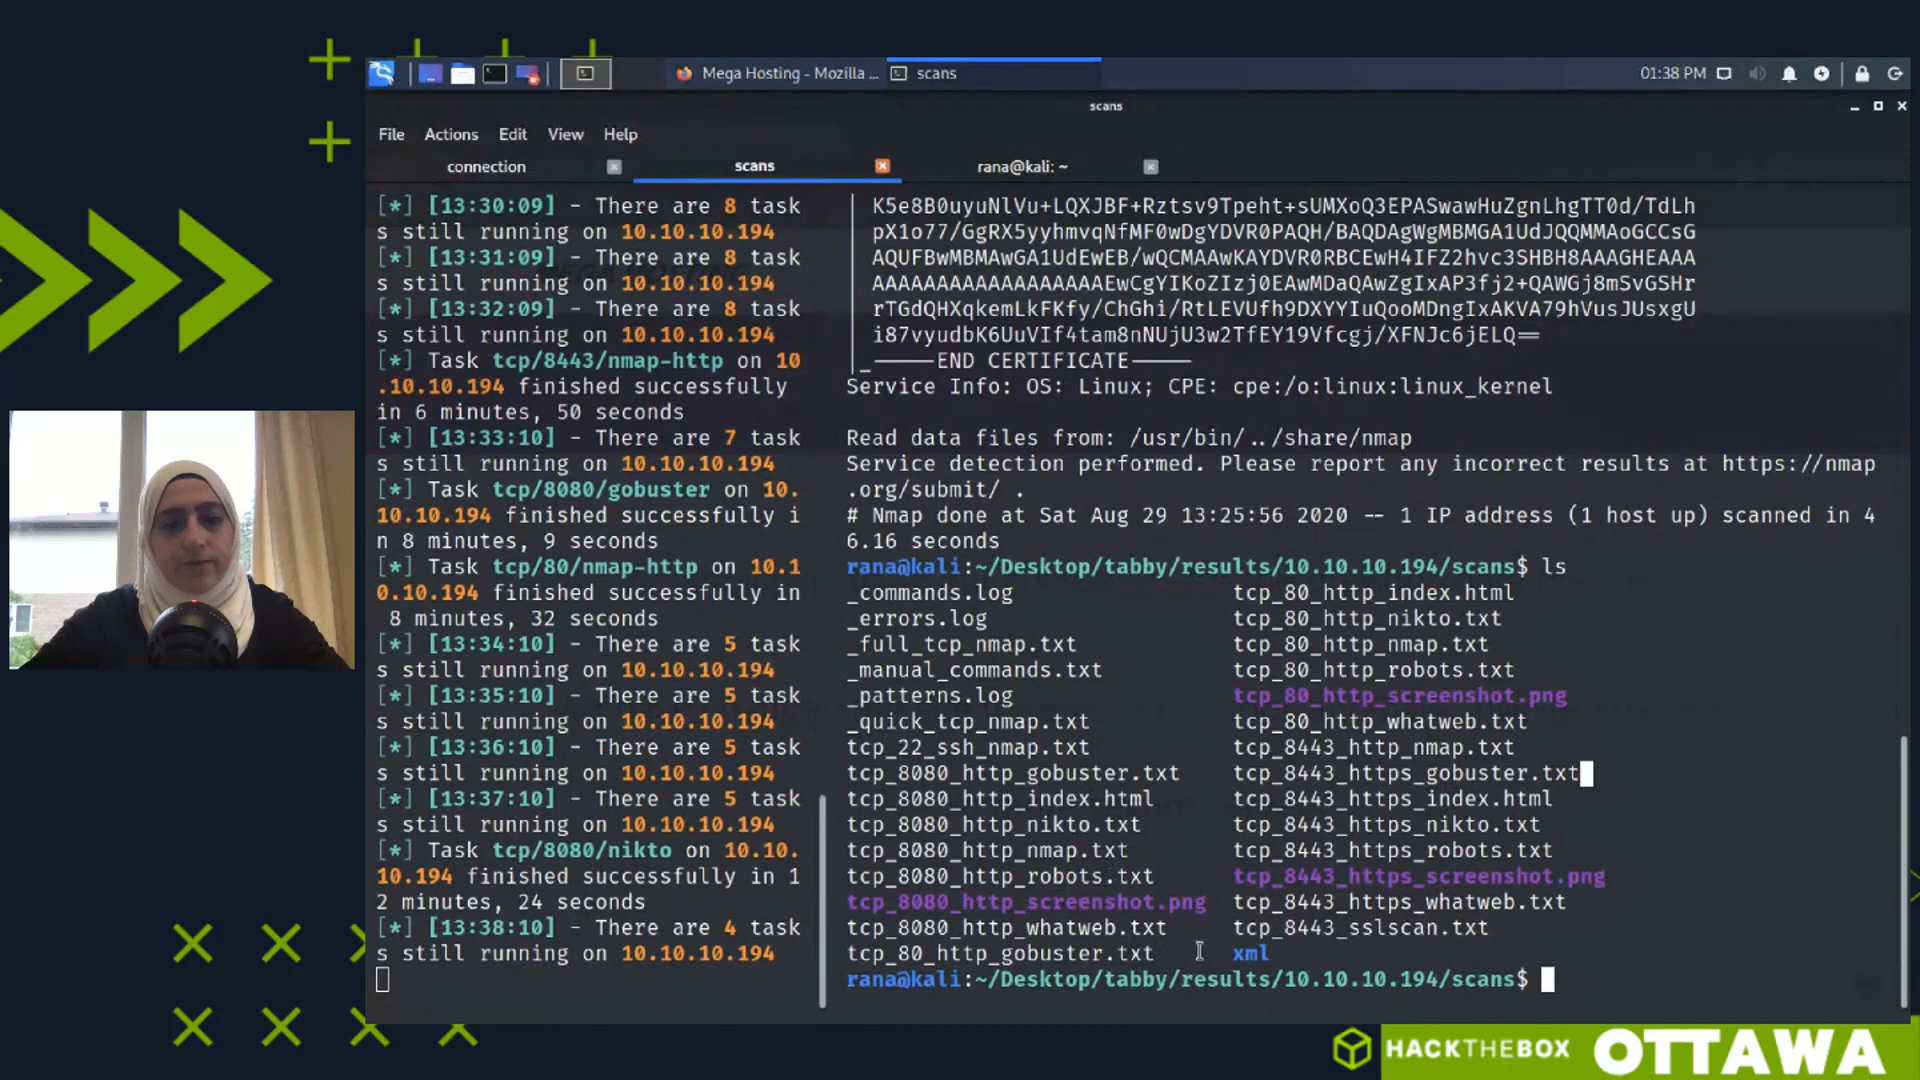 Mega Hosting - Mozilla ...
scans
01:38 PM
scans
File Actions Edit View Help
connection
scans
rana@kali: ~
[*] [13:30:09] - There are 8 task
s still running on 10.10.10.194
[*] [13:31:09] - There are 8 task
s still running on 10.10.10.194
[*] [13:32:09] - There are 8 task
s still running on 10.10.10.194
[*] Task tcp/8443/nmap-http on 10
.10.10.194 finished successfully
in 6 minutes, 50 seconds
[*] [13:33:10] - There are 7 task
s still running on 10.10.10.194
[*] Task tcp/8080/gobuster on 10.
10.10.194 finished successfully i
n 8 minutes, 9 seconds
[*] Task tcp/80/nmap-http on 10.1
0.10.194 finished successfully in
8 minutes, 32 seconds
[*] [13:34:10] - There are 5 task
s still running on 10.10.10.194
[*] [13:35:10] - There are 5 task
s still running on 10.10.10.194
[*] [13:36:10] - There are 5 task
s still running on 10.10.10.194
[*] [13:37:10] - There are 5 task
s still running on 10.10.10.194
[*] Task tcp/8080/nikto on 10.10.
10.194 finished successfully in 1
2 minutes, 24 seconds
[*] [13:38:10] - There are 4 task
s still running on 10.10.10.194
| K5e8B0uyuNlVu+LQXJBF+Rztsv9Tpeht+sUMXoQ3EPASwawHuZgnLhgTT0d/TdLh
| pX1o77/GgRX5yyhmvqNfMF0wDgYDVR0PAQH/BAQDAgWgMBMGA1UdJQQMMAoGCCsG
| AQUFBwMBMAwGA1UdEwEB/wQCMAAwKAYDVR0RBCEwH4IFZ2hvc3SHBH8AAAGHEAAA
| AAAAAAAAAAAAAAAAAAEwCgYIKoZIzj0EAwMDaQAwZgIxAP3fj2+QAWGj8mSvGSHr
| rTGdQHXqkemLkFKfy/ChGhi/RtLEVUfh9DXYYIuQooMDngIxAKVA79hVusJUsxgU
| i87vyudbK6UuVIf4tam8nNUjU3w2TfEY19Vfcgj/XFNJc6jELQ==
|_-----END CERTIFICATE-----
Service Info: OS: Linux; CPE: cpe:/o:linux:linux_kernel
Read data files from: /usr/bin/../share/nmap
Service detection performed. Please report any incorrect results at https://nmap
.org/submit/ .
# Nmap done at Sat Aug 29 13:25:56 2020 -- 1 IP address (1 host up) scanned in 4
6.16 seconds
rana@kali:~/Desktop/tabby/results/10.10.10.194/scans$ ls
_commands.log tcp_80_http_index.html
_errors.log tcp_80_http_nikto.txt
_full_tcp_nmap.txt tcp_80_http_nmap.txt
_manual_commands.txt tcp_80_http_robots.txt
_patterns.log tcp_80_http_screenshot.png
_quick_tcp_nmap.txt tcp_80_http_whatweb.txt
tcp_22_ssh_nmap.txt tcp_8443_http_nmap.txt
tcp_8080_http_gobuster.txt tcp_8443_https_gobuster.txt
tcp_8080_http_index.html tcp_8443_https_index.html
tcp_8080_http_nikto.txt tcp_8443_https_nikto.txt
tcp_8080_http_nmap.txt tcp_8443_https_robots.txt
tcp_8080_http_robots.txt tcp_8443_https_screenshot.png
tcp_8080_http_screenshot.png tcp_8443_https_whatweb.txt
tcp_8080_http_whatweb.txt tcp_8443_sslscan.txt
tcp_80_http_gobuster.txt xml
rana@kali:~/Desktop/tabby/results/10.10.10.194/scans$
HACKTHEBOX OTTAWA